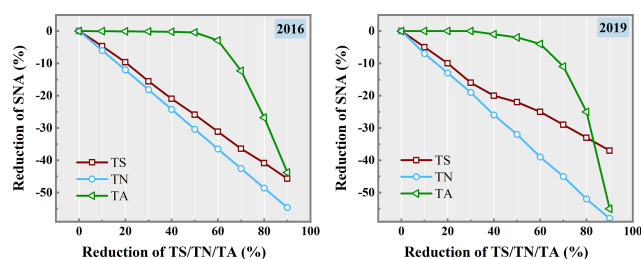 2016
Reduction of SNA (%)
0
-10
-20
-30
-40
-50
TS
TN
TA
0 20 40 60 80 100
Reduction of TS/TN/TA (%)
2019
Reduction of SNA (%)
0
-10
-20
-30
-40
-50
TS
TN
TA
0 20 40 60 80 100
Reduction of TS/TN/TA (%)